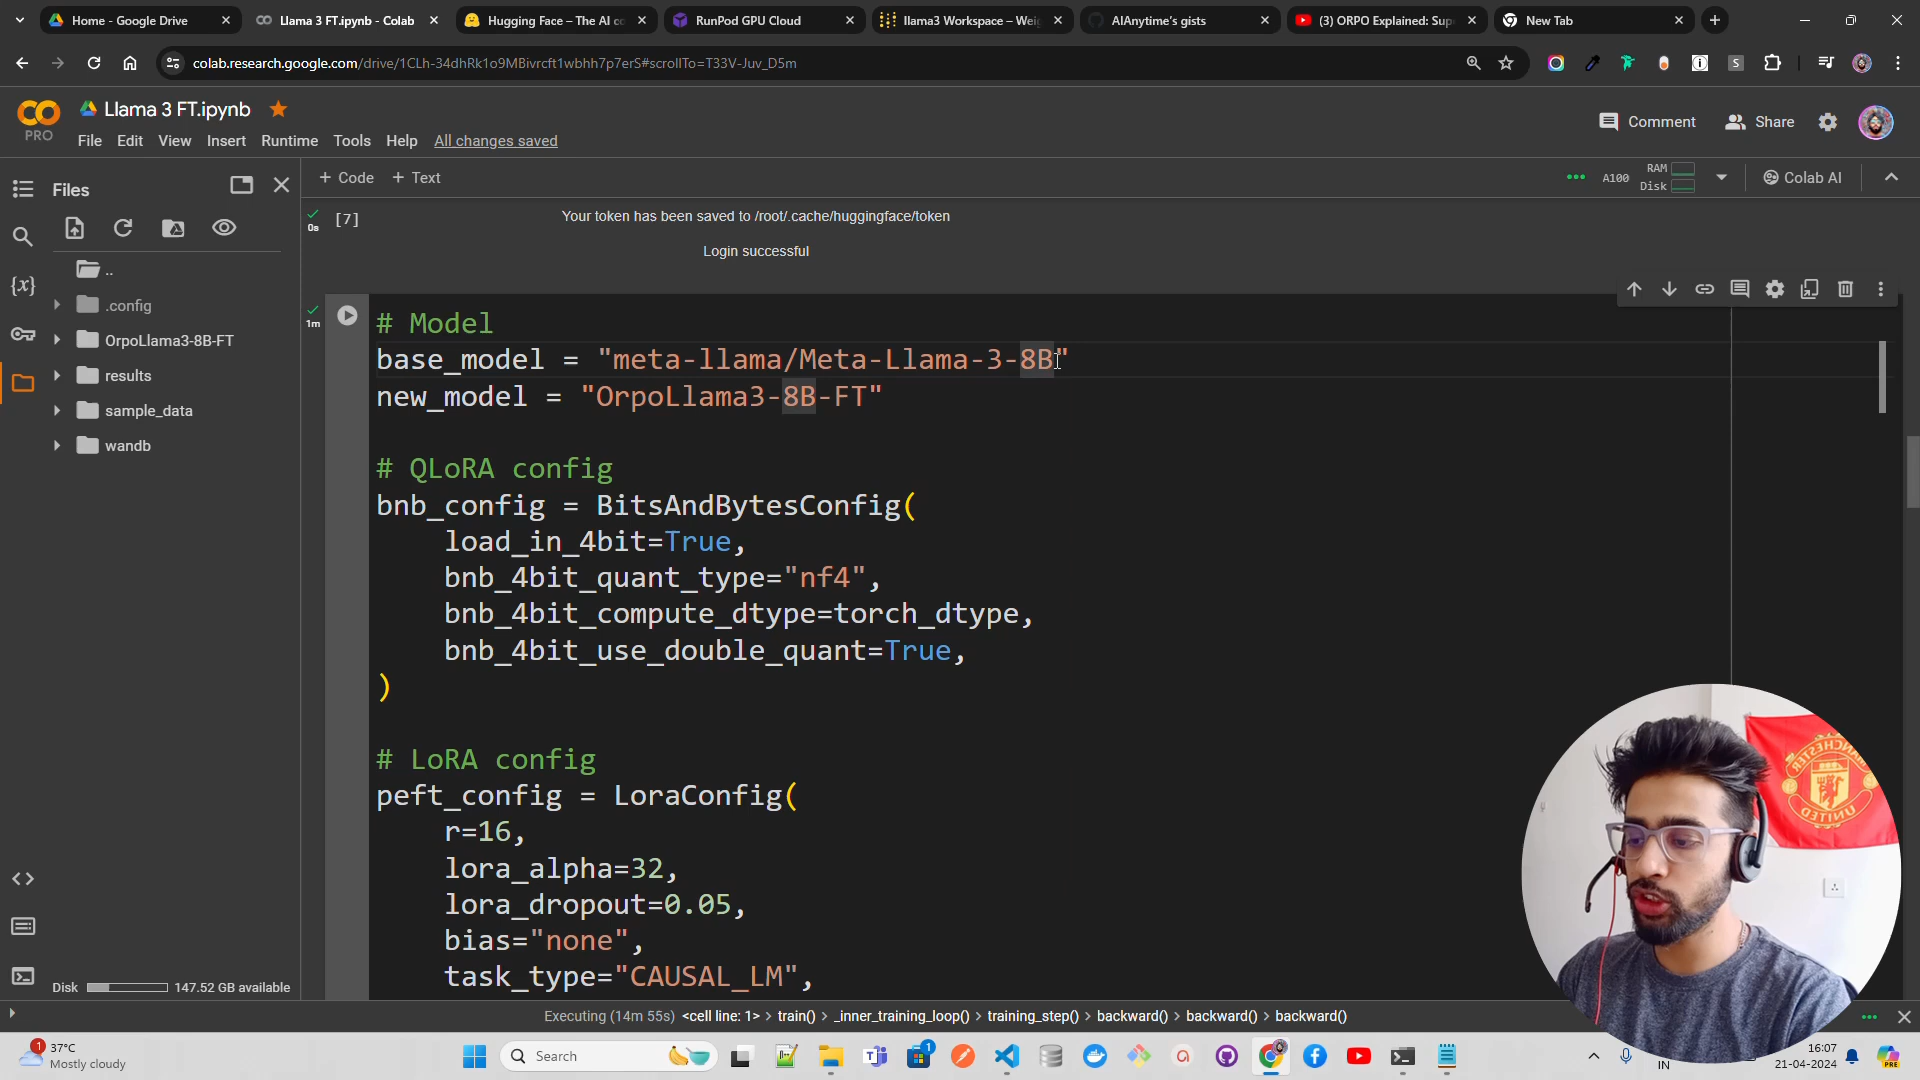 Home - Google Drive
Llama 3 FT.ipynb - Colab
Hugging Face – The AI co
RunPod GPU Cloud
llama3 Workspace – Weig
AIAnytime's gists
(3) ORPO Explained: Sup
New Tab
colab.research.google.com/drive/1CLh-34dhRk1o9MBivrcft1wbhh7p7erS#scrollTo=T33V-Juv_D5m
PRO
Llama 3 FT.ipynb
File Edit View Insert Runtime Tools Help All changes saved
Comment
Share
Files
+ Code + Text
A100
RAM
Disk
Colab AI
..
.config
OrpoLlama3-8B-FT
results
sample_data
wandb
{x}
Disk 147.52 GB available
0s
[7]
Your token has been saved to /root/.cache/huggingface/token
Login successful
1m
# Model
base_model = "meta-llama/Meta-Llama-3-8B"
new_model = "OrpoLlama3-8B-FT"
# QLoRA config
bnb_config = BitsAndBytesConfig(
load_in_4bit=True,
bnb_4bit_quant_type="nf4",
bnb_4bit_compute_dtype=torch_dtype,
bnb_4bit_use_double_quant=True,
)
# LoRA config
peft_config = LoraConfig(
r=16,
lora_alpha=32,
lora_dropout=0.05,
bias="none",
task_type="CAUSAL_LM",
MANCHESTER
UNITED
Executing (14m 55s) <cell line: 1> > train() > _inner_training_loop() > training_step() > backward() > backward() > backward()
1
37°C
Mostly cloudy
Search
1
IN
16:07
21-04-2024
PRE